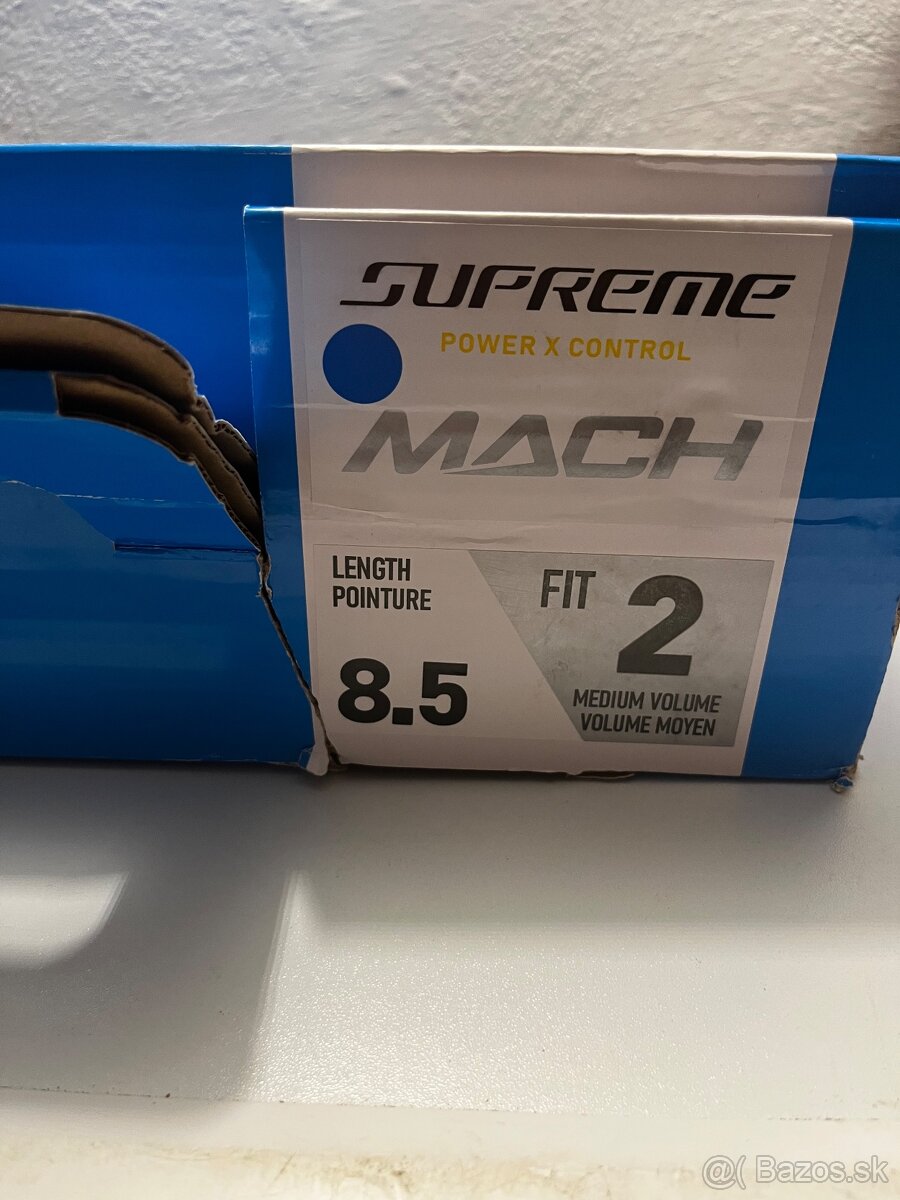 SUPREME
POWER X CONTROL
MACH
LENGTH
POINTURE
8.5
FIT 2
MEDIUM VOLUME
VOLUME MOYEN
@( Bazos.sk